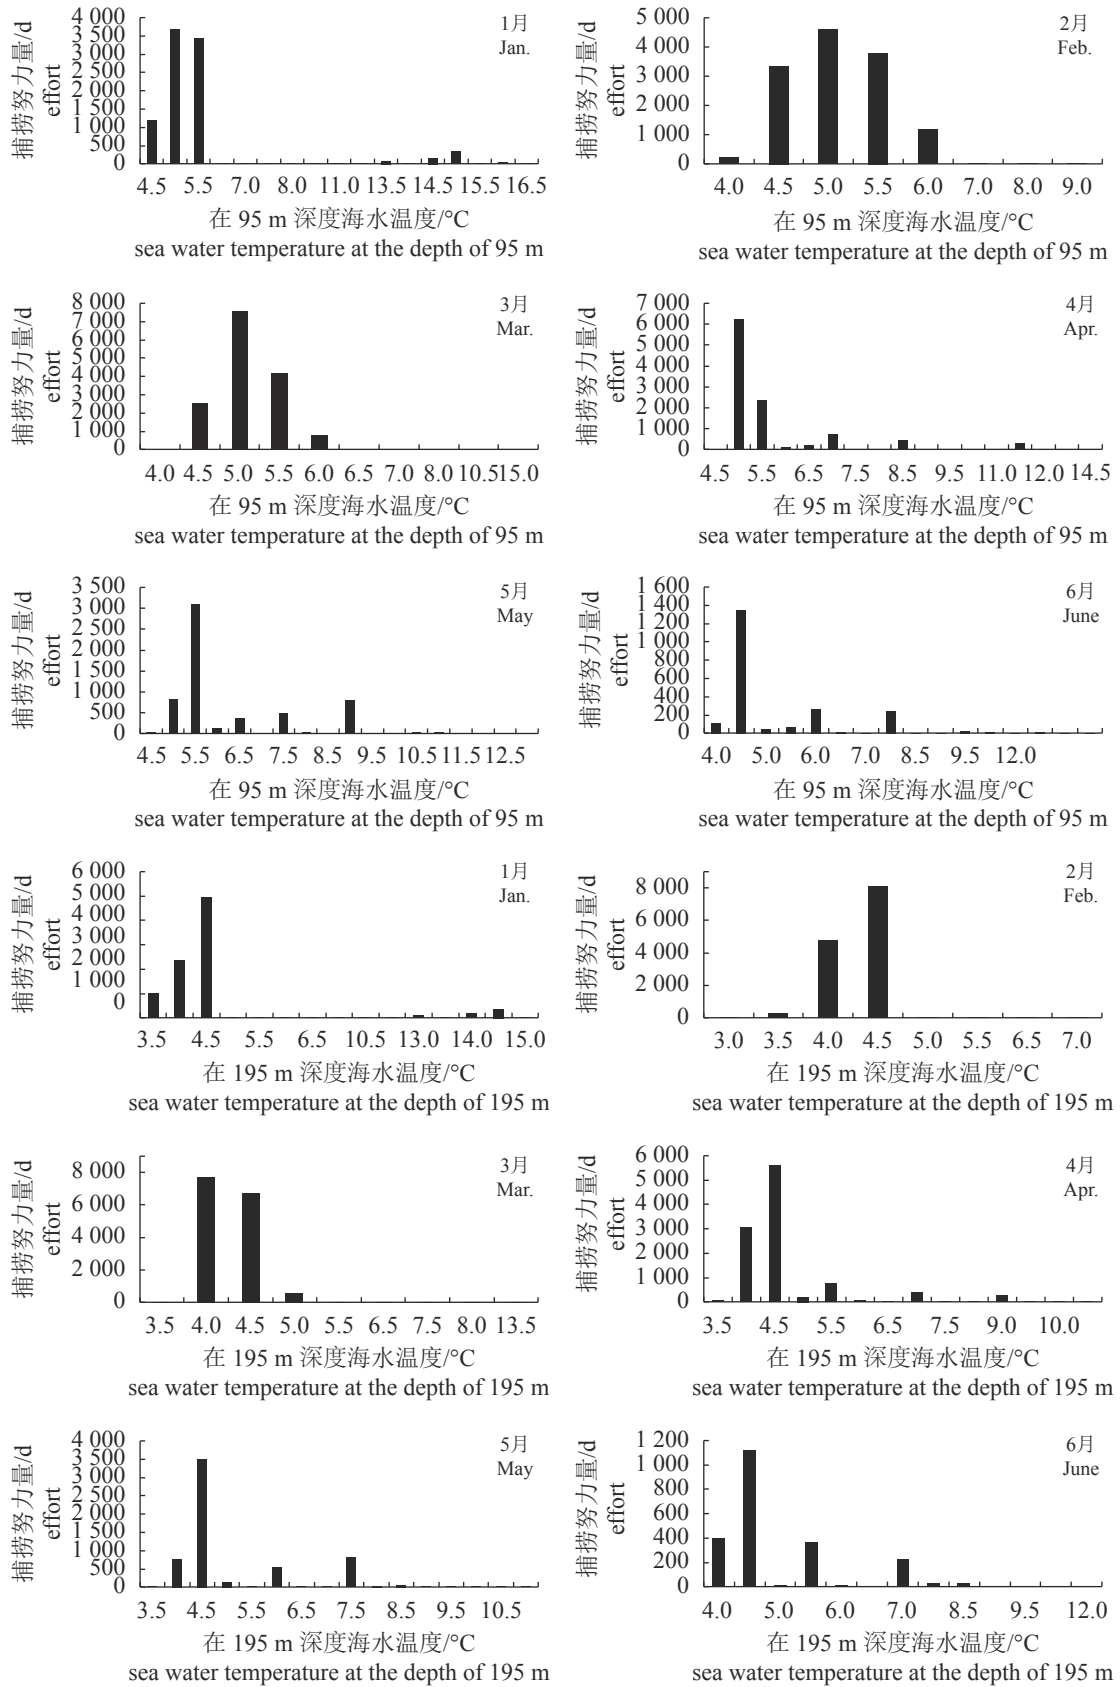 4 000
3 500
3 000
2 500
2 000
1 500
1 000
500
0
捕捞努力量/d
effort
1月
Jan.
4.5 5.5 7.0 8.0 11.0 13.5 14.5 15.5 16.5
在 95 m 深度海水温度/°C
sea water temperature at the depth of 95 m
5 000
4 000
3 000
2 000
1 000
0
捕捞努力量/d
effort
2月
Feb.
4.0 4.5 5.0 5.5 6.0 7.0 8.0 9.0
在 95 m 深度海水温度/°C
sea water temperature at the depth of 95 m
8 000
7 000
6 000
5 000
4 000
3 000
2 000
1 000
0
捕捞努力量/d
effort
3月
Mar.
4.0 4.5 5.0 5.5 6.0 6.5 7.0 8.0 10.5 15.0
在 95 m 深度海水温度/°C
sea water temperature at the depth of 95 m
7 000
6 000
5 000
4 000
3 000
2 000
1 000
0
捕捞努力量/d
effort
4月
Apr.
4.5 5.5 6.5 7.5 8.5 9.5 11.0 12.0 14.5
在 95 m 深度海水温度/°C
sea water temperature at the depth of 95 m
3 500
3 000
2 500
2 000
1 500
1 000
500
0
捕捞努力量/d
effort
5月
May
4.5 5.5 6.5 7.5 8.5 9.5 10.5 11.5 12.5
在 95 m 深度海水温度/°C
sea water temperature at the depth of 95 m
1 600
1 400
1 200
1 000
800
600
400
200
0
捕捞努力量/d
effort
6月
June
4.0 5.0 6.0 7.0 8.5 9.5 12.0
在 95 m 深度海水温度/°C
sea water temperature at the depth of 95 m
6 000
5 000
4 000
3 000
2 000
1 000
0
捕捞努力量/d
effort
1月
Jan.
3.5 4.5 5.5 6.5 10.5 13.0 14.0 15.0
在 195 m 深度海水温度/°C
sea water temperature at the depth of 195 m
8 000
6 000
4 000
2 000
0
捕捞努力量/d
effort
2月
Feb.
3.0 3.5 4.0 4.5 5.0 5.5 6.5 7.0
在 195 m 深度海水温度/°C
sea water temperature at the depth of 195 m
8 000
6 000
4 000
2 000
0
捕捞努力量/d
effort
3月
Mar.
3.5 4.0 4.5 5.0 5.5 6.5 7.5 8.0 13.5
在 195 m 深度海水温度/°C
sea water temperature at the depth of 195 m
6 000
5 000
4 000
3 000
2 000
1 000
0
捕捞努力量/d
effort
4月
Apr.
3.5 4.5 5.5 6.5 7.5 9.0 10.0
在 195 m 深度海水温度/°C
sea water temperature at the depth of 195 m
4 000
3 500
3 000
2 500
2 000
1 500
1 000
500
0
捕捞努力量/d
effort
5月
May
3.5 4.5 5.5 6.5 7.5 8.5 9.5 10.5
在 195 m 深度海水温度/°C
sea water temperature at the depth of 195 m
1 200
1 000
800
600
400
200
0
捕捞努力量/d
effort
6月
June
4.0 5.0 6.0 7.0 8.5 9.5 12.0
在 195 m 深度海水温度/°C
sea water temperature at the depth of 195 m